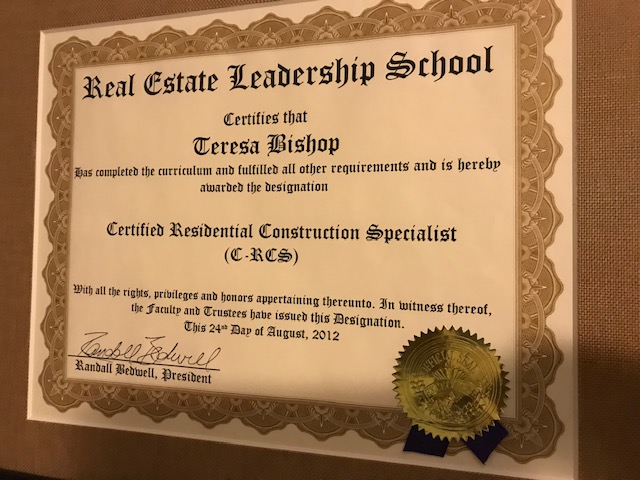 Real Estate Leadership School
Certifies that
Teresa Bishop
Has completed the curriculum and fulfilled all other requirements and is hereby
awarded the designation
Certified Residential Construction Specialist
(C-RCS)
With all the rights, privileges and honors appertaining thereunto. In witness thereof,
the Faculty and Trustees have issued this Designation.
This 24th Day of August, 2012
Randall Bedwell
Randall Bedwell, President